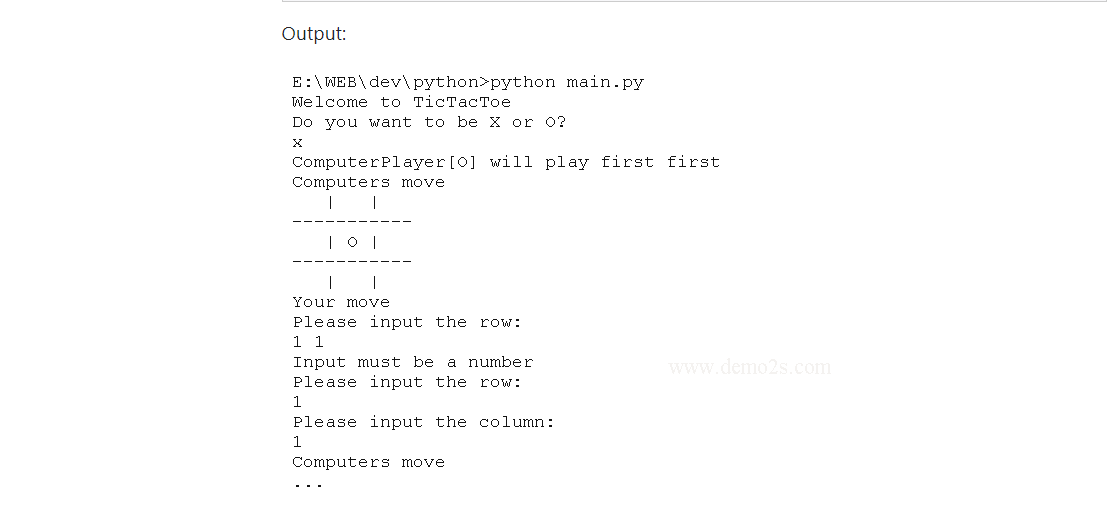 Output:
E:\WEB\dev\python>python main.py
Welcome to TicTacToe
Do you want to be X or O?
x
ComputerPlayer[O] will play first first
Computers move
   |   |
-----------
   | O |
-----------
   |   |
Your move
Please input the row:
1 1
Input must be a number
www.demo2s.com
Please input the row:
1
Please input the column:
1
Computers move
...